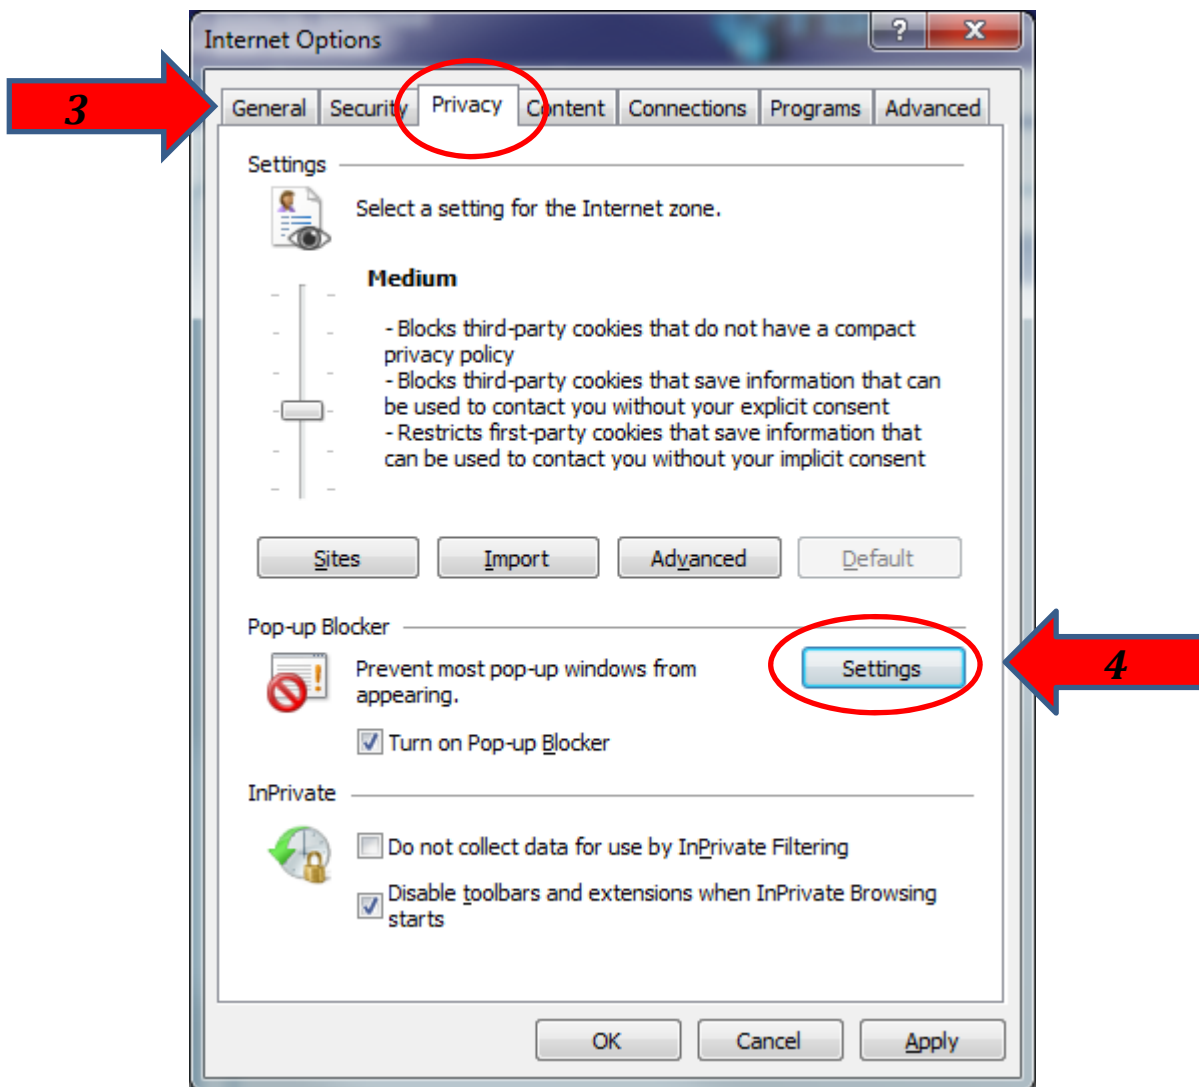 Internet Options
?
X
3
General Security Privacy Content Connections Programs Advanced
Settings
Select a setting for the Internet zone.
Medium
- Blocks third-party cookies that do not have a compact
privacy policy
- Blocks third-party cookies that save information that can
be used to contact you without your explicit consent
- Restricts first-party cookies that save information that
can be used to contact you without your implicit consent
Sites Import Advanced Default
Pop-up Blocker
Prevent most pop-up windows from
appearing.
Settings
4
Turn on Pop-up Blocker
InPrivate
Do not collect data for use by InPrivate Filtering
Disable toolbars and extensions when InPrivate Browsing
starts
OK Cancel Apply